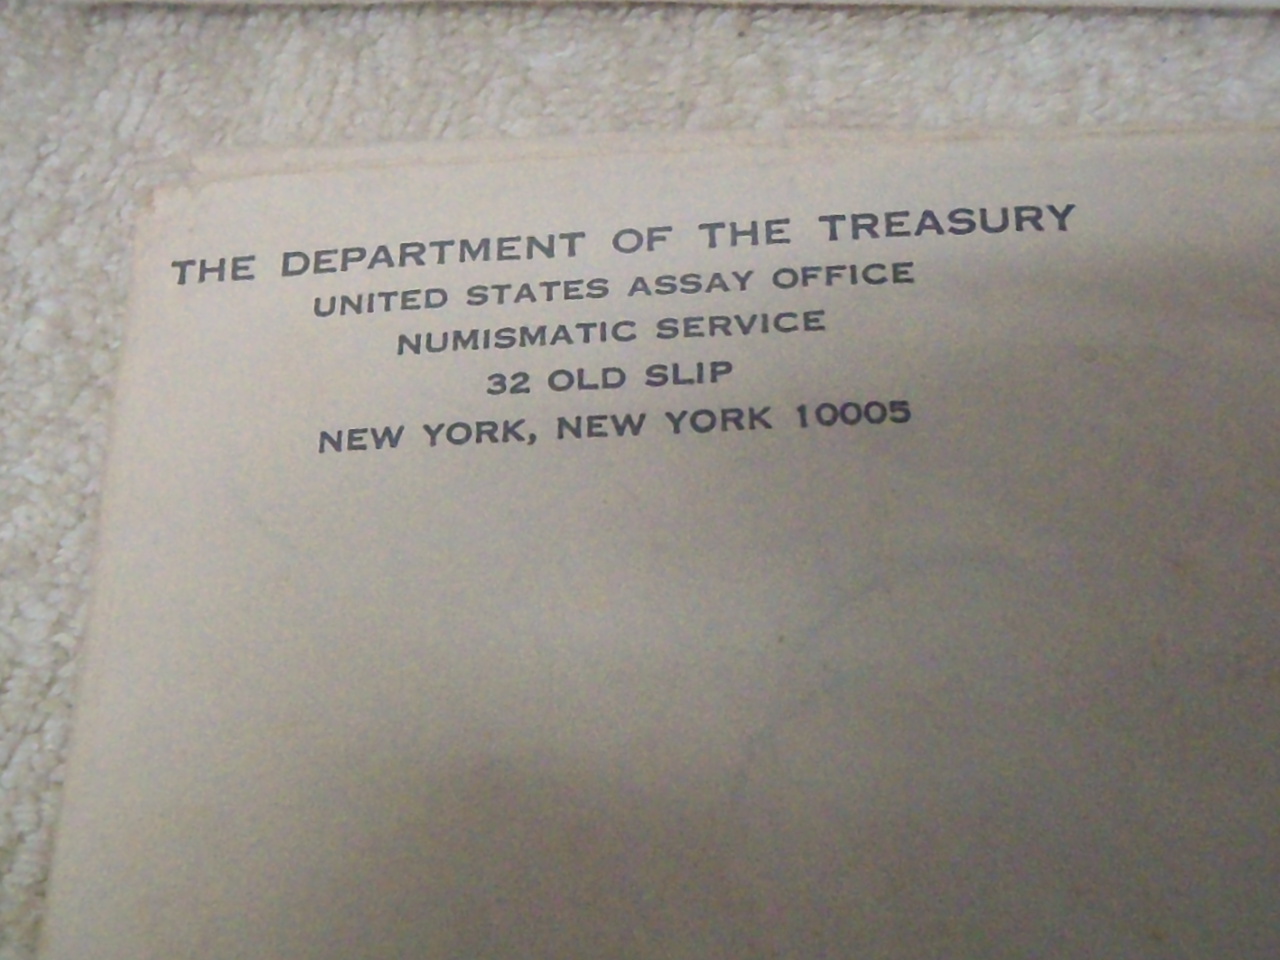 THE DEPARTMENT OF THE TREASURY
UNITED STATES ASSAY OFFICE
NUMISMATIC SERVICE
32 OLD SLIP
NEW YORK, NEW YORK 10005